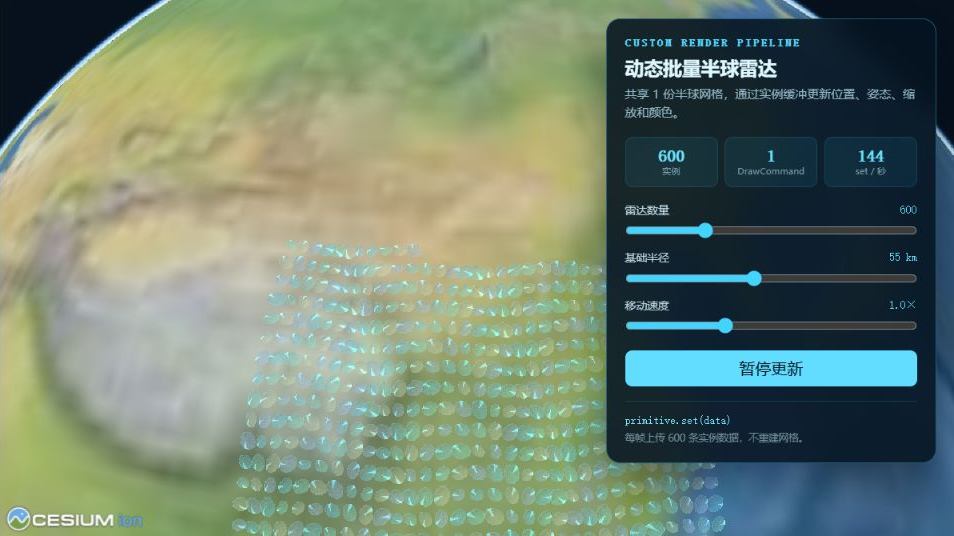 CUSTOM RENDER PIPELINE
动态批量半球雷达
共享 1 份半球网格，通过实例缓冲更新位置、姿态、缩
放和颜色。
600
实例
1
DrawCommand
144
set / 秒
雷达数量 600
基础半径 55 km
移动速度 1.0×
暂停更新
primitive.set(data)
每帧上传 600 条实例数据，不重建网格。
CESIUM ion